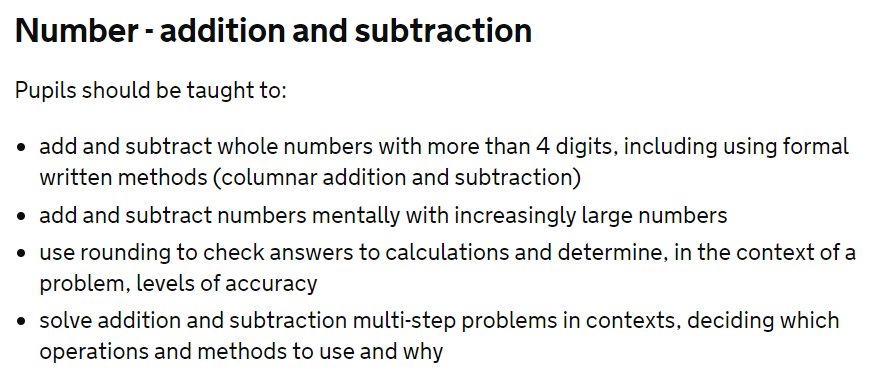 Number - addition and subtraction
Pupils should be taught to:
• add and subtract whole numbers with more than 4 digits, including using formal
written methods (columnar addition and subtraction)
• add and subtract numbers mentally with increasingly large numbers
• use rounding to check answers to calculations and determine, in the context of a
problem, levels of accuracy
• solve addition and subtraction multi-step problems in contexts, deciding which
operations and methods to use and why